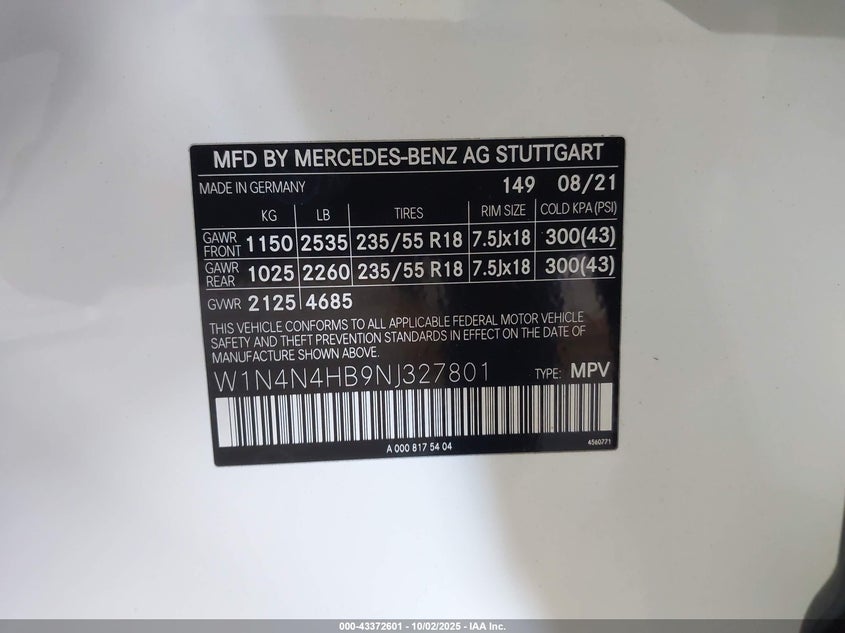 MFD BY MERCEDES-BENZ AG STUTTGART
MADE IN GERMANY 149 08/21
KG LB TIRES RIM SIZE COLD KPA (PSI)
GAWR FRONT 1150 2535 235/55 R18 7.5Jx18 300(43)
GAWR REAR 1025 2260 235/55 R18 7.5Jx18 300(43)
GVWR 2125 4685
THIS VEHICLE CONFORMS TO ALL APPLICABLE FEDERAL MOTOR VEHICLE
SAFETY AND THEFT PREVENTION STANDARDS IN EFFECT ON THE DATE OF
MANUFACTURE SHOWN ABOVE.
W1N4N4HB9NJ327801 TYPE: MPV
A 000 817 54 04 4560771
000-43372601 - 10/02/2025 - IAA Inc.